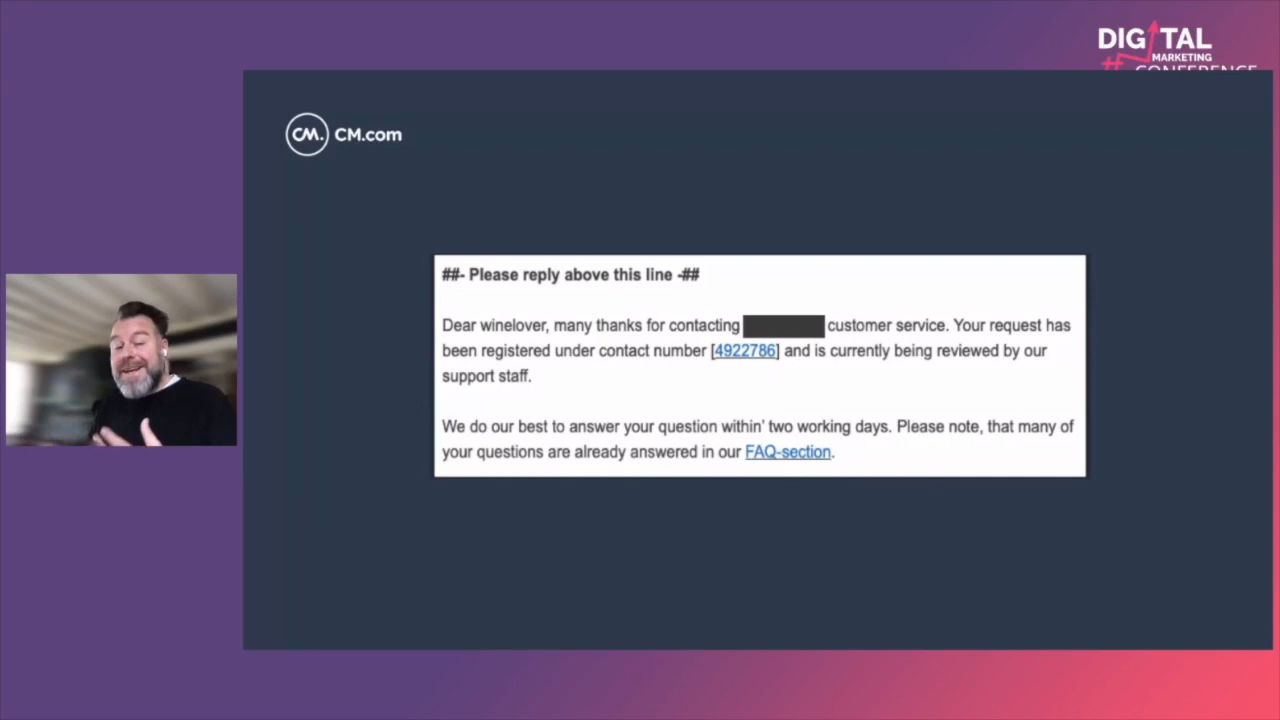 DIGITAL
MARKETING
#CONFERENCE
CM. CM.com
##- Please reply above this line -##
Dear winelover, many thanks for contacting customer service. Your request has
been registered under contact number [4922786] and is currently being reviewed by our
support staff.
We do our best to answer your question within' two working days. Please note, that many of
your questions are already answered in our FAQ-section.